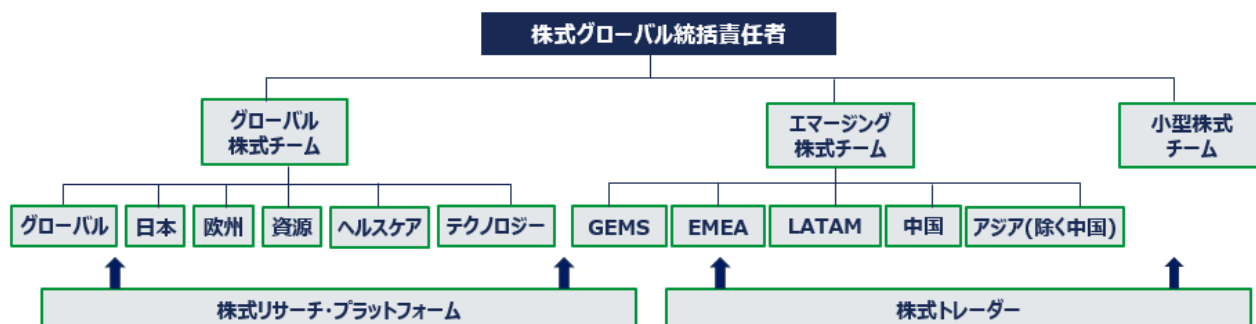 株式グローバル統括責任者
グローバル
株式チーム
エマージング
株式チーム
小型株式
チーム
グローバル
日本
欧州
資源
ヘルスケア
テクノロジー
GEMS
EMEA
LATAM
中国
アジア(除く中国)
株式リサーチ・プラットフォーム
株式トレーダー